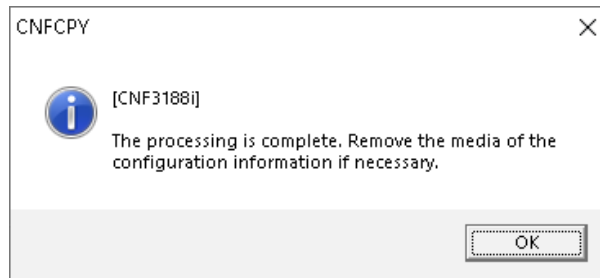 CNFCPY
[CNF3188i]
The processing is complete. Remove the media of the
configuration information if necessary.
OK